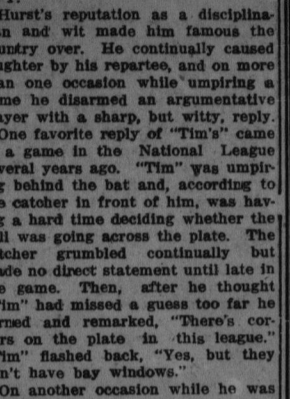 Hurst's reputation as a disciplina-
n and wit made him famous the
untry over. He continually caused
ughter by his repartee, and on more
an one occasion while umpiring a
me he disarmed an argumentative
ayer with a sharp, but witty, reply.
One favorite reply of "Tim's" came
a game in the National League
veral years ago. "Tim" was umpir-
g behind the bat and, according to
e catcher in front of him, was hav-
g a hard time deciding whether the
ll was going across the plate. The
tcher grumbled continually but
ade no direct statement until late in
e game. Then, after he thought
im" had missed a guess too far he
rned and remarked, "There's cor-
rs on the plate in this league."
im" flashed back, "Yes, but they
n't have bay windows."
On another occasion while he was